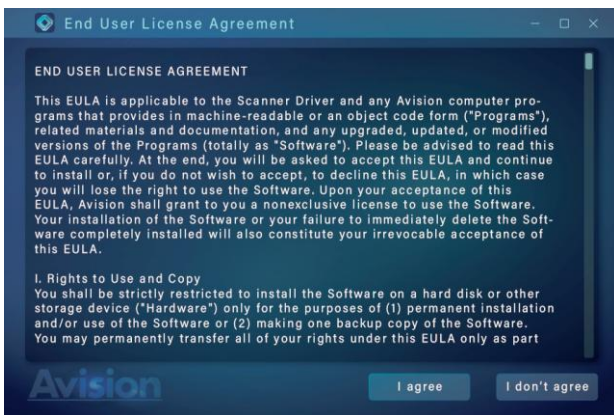 End User License Agreement
END USER LICENSE AGREEMENT
This EULA is applicable to the Scanner Driver and any Avision computer pro-
grams that provides in machine-readable or an object code form ("Programs"),
related materials and documentation, and any upgraded, updated, or modified
versions of the Programs (totally as "Software"). Please be advised to read this
EULA carefully. At the end, you will be asked to accept this EULA and continue
to install or, if you do not wish to accept, to decline this EULA, in which case
you will lose the right to use the Software. Upon your acceptance of this
EULA, Avision shall grant to you a nonexclusive license to use the Software.
Your installation of the Software or your failure to immediately delete the Soft-
ware completely installed will also constitute your irrevocable acceptance of
this EULA.
I. Rights to Use and Copy
You shall be strictly restricted to install the Software on a hard disk or other
storage device ("Hardware") only for the purposes of (1) permanent installation
and/or use of the Software or (2) making one backup copy of the Software.
You may permanently transfer all of your rights under this EULA only as part
Avision
I agree
I don't agree